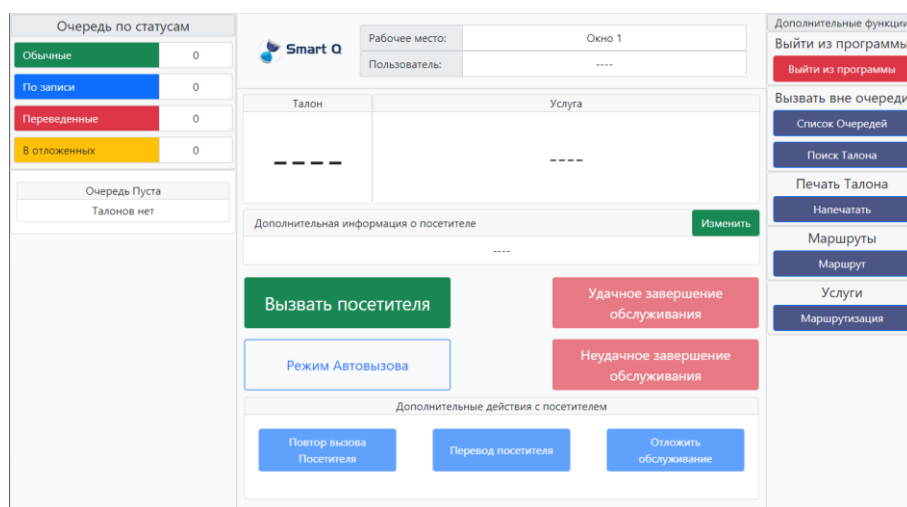 Очередь по статусам
Обычные 0
По записи 0
Переведенные 0
В отложенных 0
Очередь Пуста
Талонов нет
Smart Q
Рабочее место: Окно 1
Пользователь: ----
Талон Услуга
---- ----
Дополнительная информация о посетителе Изменить
----
Вызвать посетителя
Удачное завершение
обслуживания
Режим Автовызова
Неудачное завершение
обслуживания
Дополнительные действия с посетителем
Повтор вызова
Посетителя
Перевод посетителя
Отложить
обслуживание
Дополнительные функции
Выйти из программы
Выйти из программы
Вызвать вне очереди
Список Очередей
Поиск Талона
Печать Талона
Напечатать
Маршруты
Маршрут
Услуги
Маршрутизация